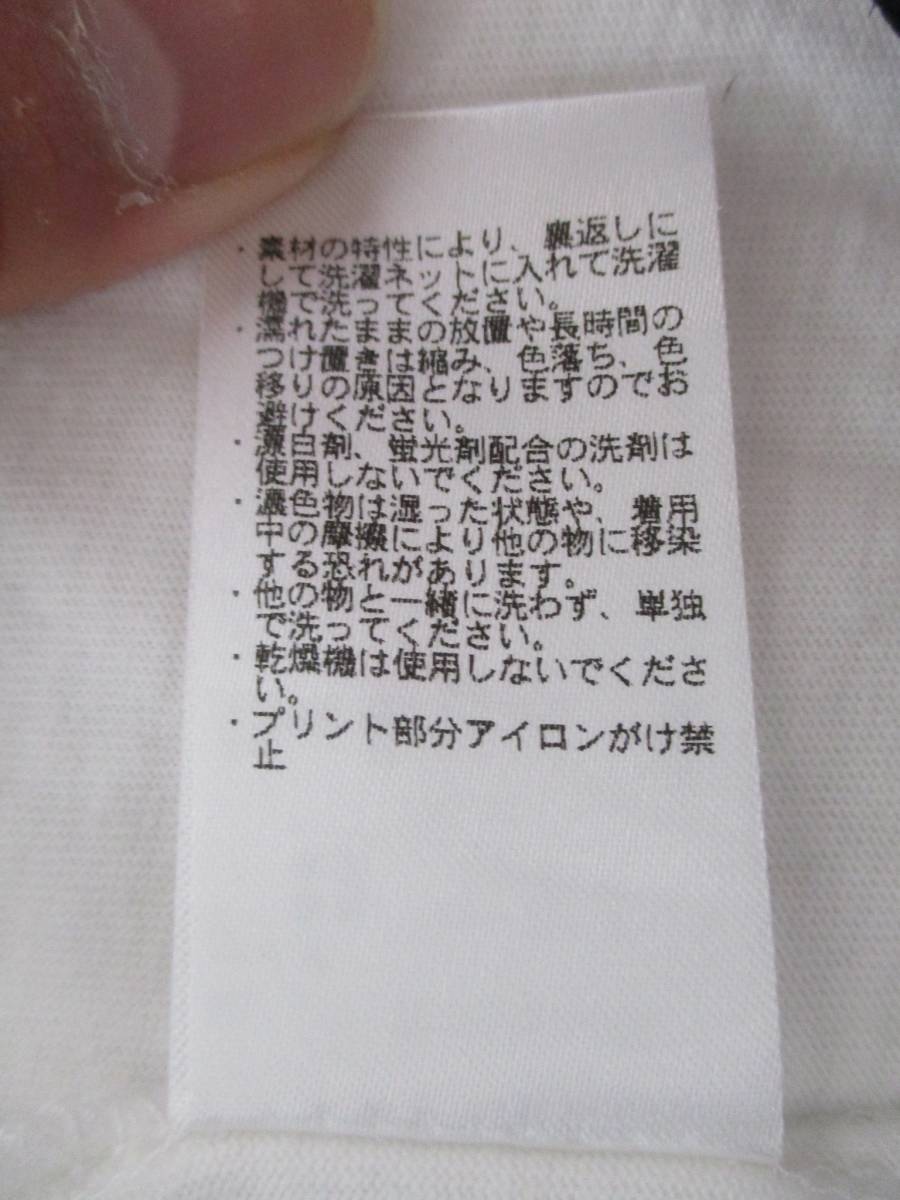 ・素材の特性により、裏返しに
して洗濯ネットに入れて洗濯
機で洗ってください。
・濡れたままの放置や長時間の
つけ置きは縮み、色落ち、色
移りの原因となりますのでお
避けください。
・漂白剤、蛍光剤配合の洗剤は
使用しないでください。
・濃色物は湿った状態や、着用
中の摩擦により他の物に移染
する恐れがあります。
・他の物と一緒に洗わず、単独
で洗ってください。
・乾燥機は使用しないでくださ
い。
・プリント部分アイロンがけ禁
止